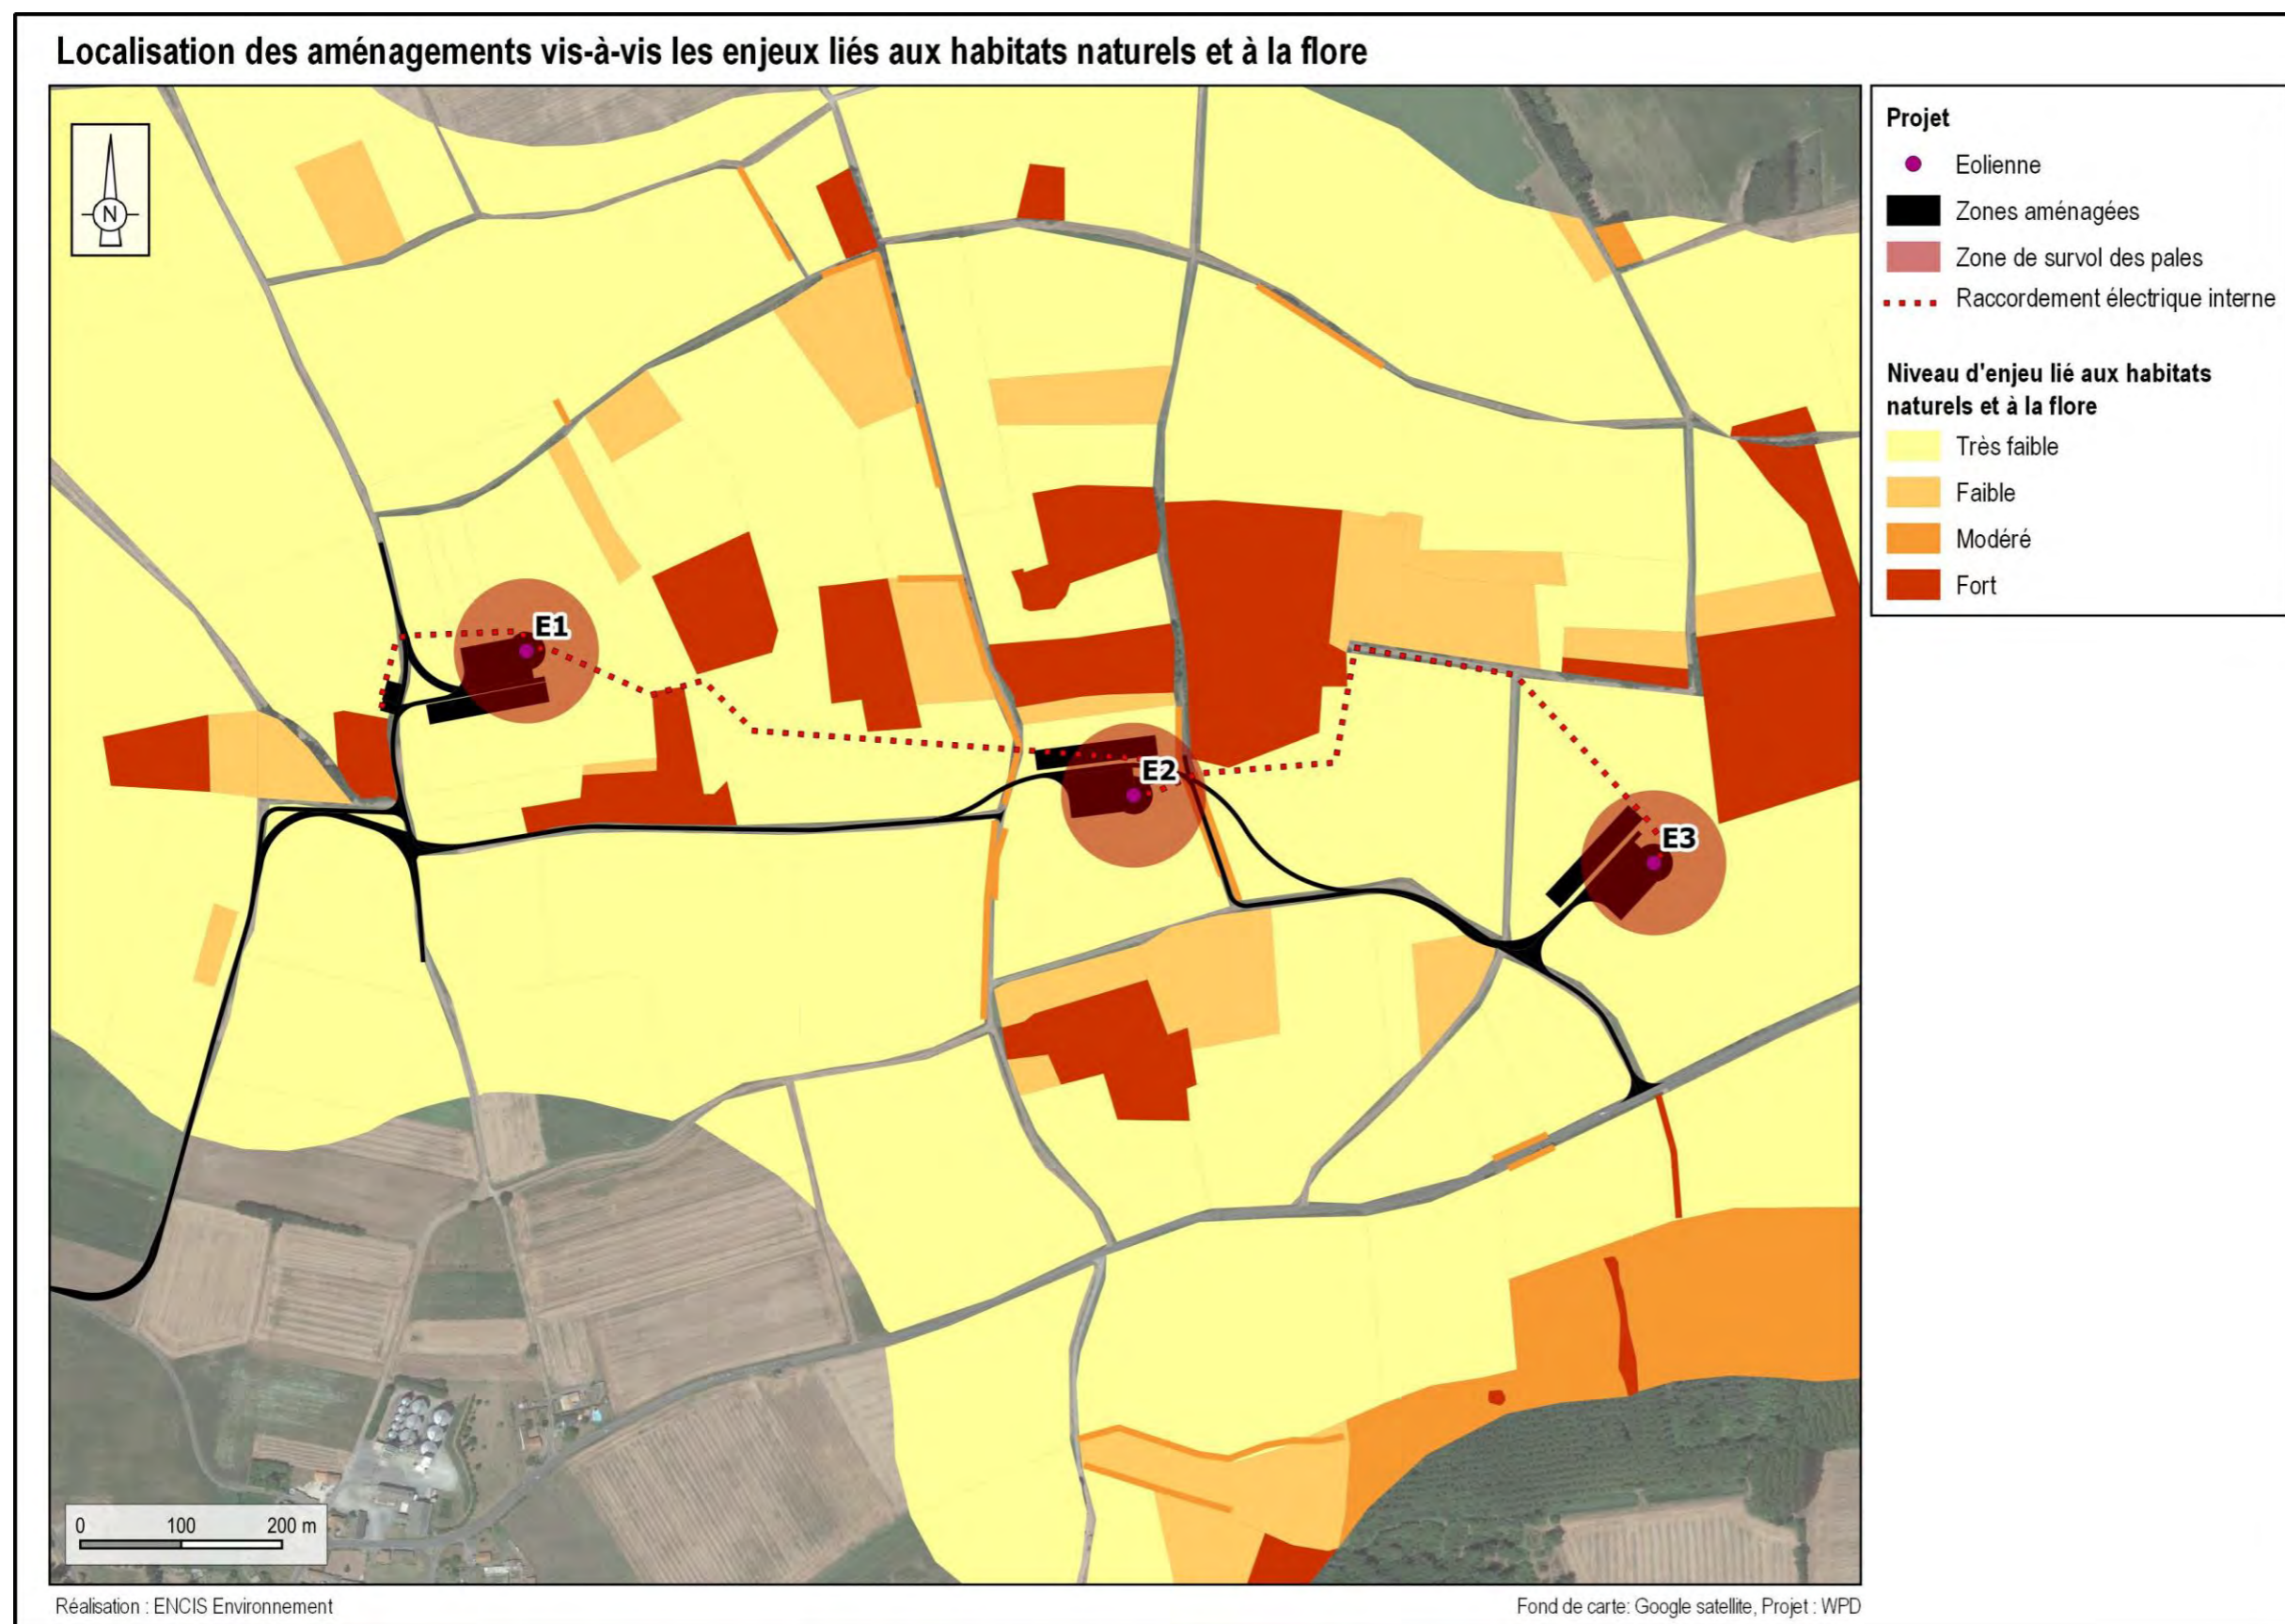 Localisation des aménagements vis-à-vis les enjeux liés aux habitats naturels et à la flore
N
E1
E2
E3
0 100 200 m
Projet
Eolienne
Zones aménagées
Zone de survol des pales
Raccordement électrique interne
Niveau d'enjeu lié aux habitats
naturels et à la flore
Très faible
Faible
Modéré
Fort
Réalisation : ENCIS Environnement
Fond de carte: Google satellite, Projet : WPD